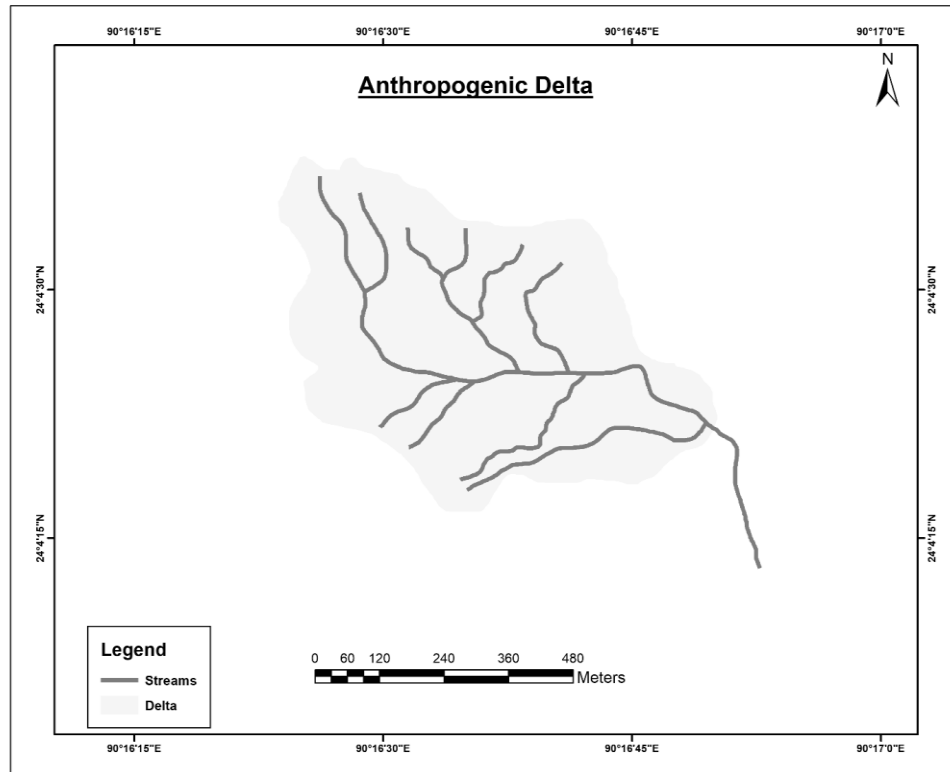 90°16'15"E 90°16'30"E 90°16'45"E 90°17'0"E
Anthropogenic Delta
N
24°4'30"N 24°4'30"N
24°4'15"N 24°4'15"N
Legend
Streams
Delta
0 60 120 240 360 480
Meters
90°16'15"E 90°16'30"E 90°16'45"E 90°17'0"E